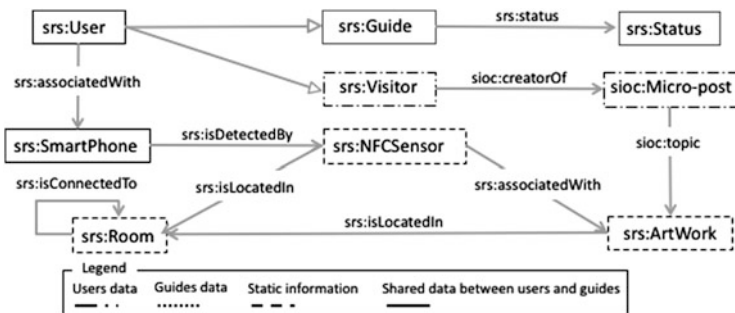 srs:User
srs:Guide
srs:status
srs:Status
srs:associatedWith
srs:Visitor
sioc:creatorOf
sioc:Micro-post
srs:SmartPhone
srs:isDetectedBy
srs:NFCSensor
sioc:topic
srs:isConnectedTo
srs:isLocatedIn
srs:associatedWith
srs:Room
srs:isLocatedIn
srs:ArtWork
Legend
Users data Guides data Static information Shared data between users and guides